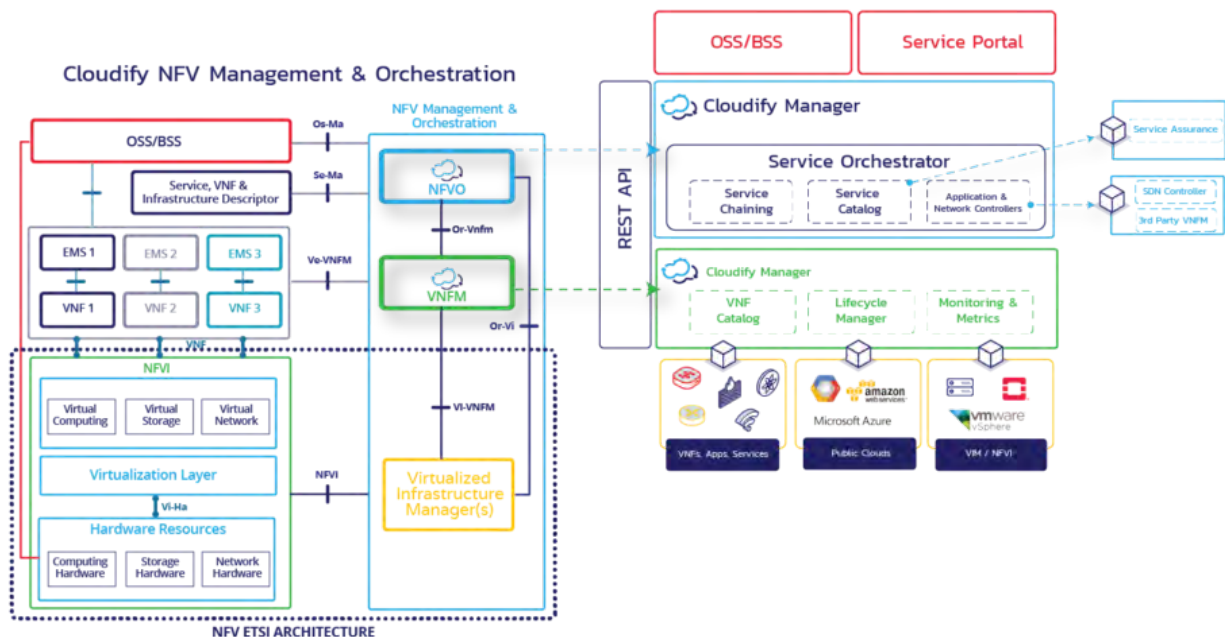 Cloudify NFV Management & Orchestration
NFV Management &
Orchestration
OSS/BSS
Os-Ma
Service, VNF &
Infrastructure Descriptor
Se-Ma
NFVO
Or-Vnfm
EMS 1
EMS 2
EMS 3
Ve-VNFM
VNF 1
VNF 2
VNF 3
VNFM
VNF
Or-Vi
NFVI
Virtual
Computing
Virtual
Storage
Virtual
Network
VI-VNFM
Virtualization Layer
NFVI
Virtualized
Infrastructure
Manager(s)
Vi-Ha
Hardware Resources
Computing
Hardware
Storage
Hardware
Network
Hardware
NFV ETSI ARCHITECTURE
OSS/BSS
Service Portal
REST API
Cloudify Manager
Service Orchestrator
Service
Chaining
Service
Catalog
Application &
Network Controllers
Service Assurance
SDN Controller
3rd Party VNFM
Cloudify Manager
VNF
Catalog
Lifecycle
Manager
Monitoring &
Metrics
amazon
webservices
Microsoft Azure
vmware
vSphere
VNFs, Apps, Services
Public Clouds
VIM / NFVI